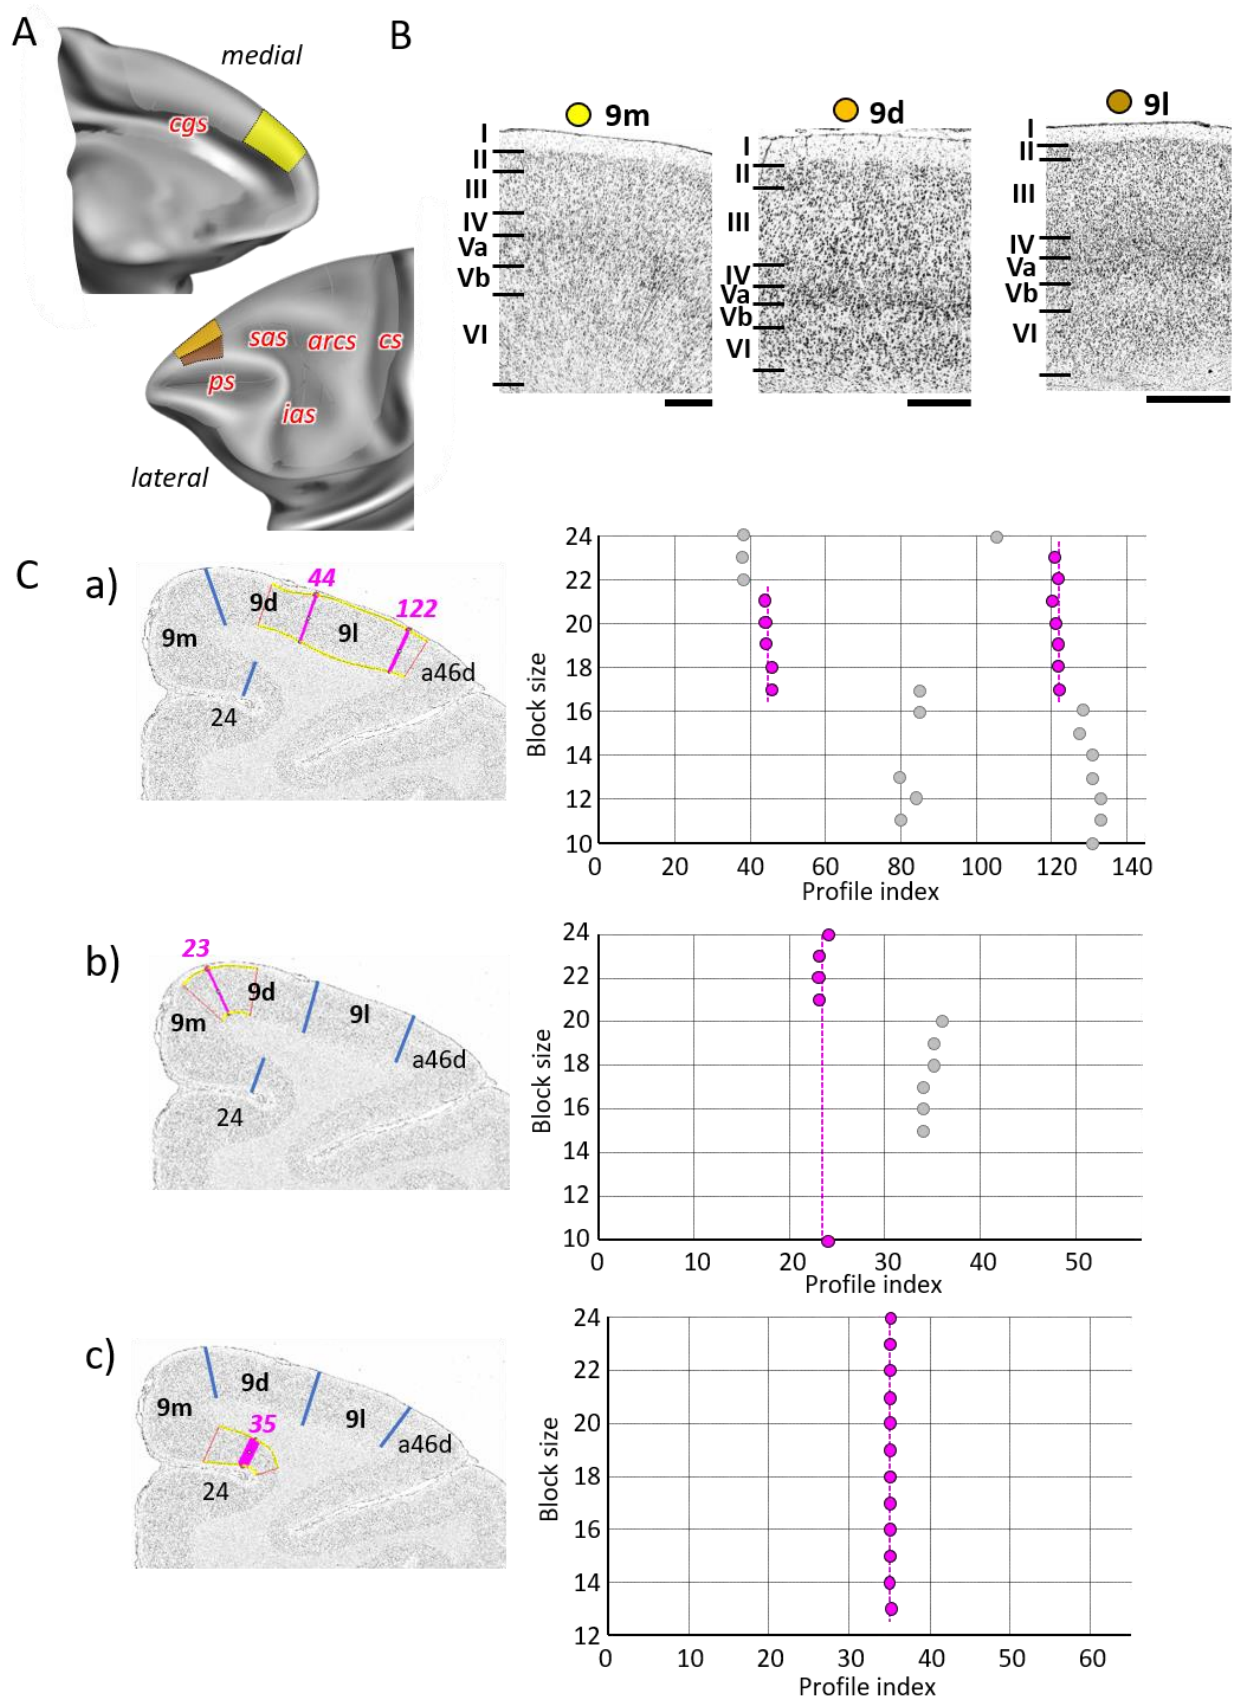 A
medial
cgs
sas
arcs
cs
ps
ias
lateral
B
9m
I
II
III
IV
Va
Vb
VI
9d
I
II
III
IV
Va
Vb
VI
9l
I
II
III
IV
Va
Vb
VI
C
a)
44
122
9d
9l
9m
a46d
24
24
22
20
18
16
14
12
10
Block size
0 20 40 60 80 100 120 140
Profile index
b)
23
9d
9l
9m
a46d
24
24
22
20
18
16
14
12
10
Block size
0 10 20 30 40 50
Profile index
c)
9d
9m
35
9l
a46d
24
24
22
20
18
16
14
12
Block size
0 10 20 30 40 50 60
Profile index